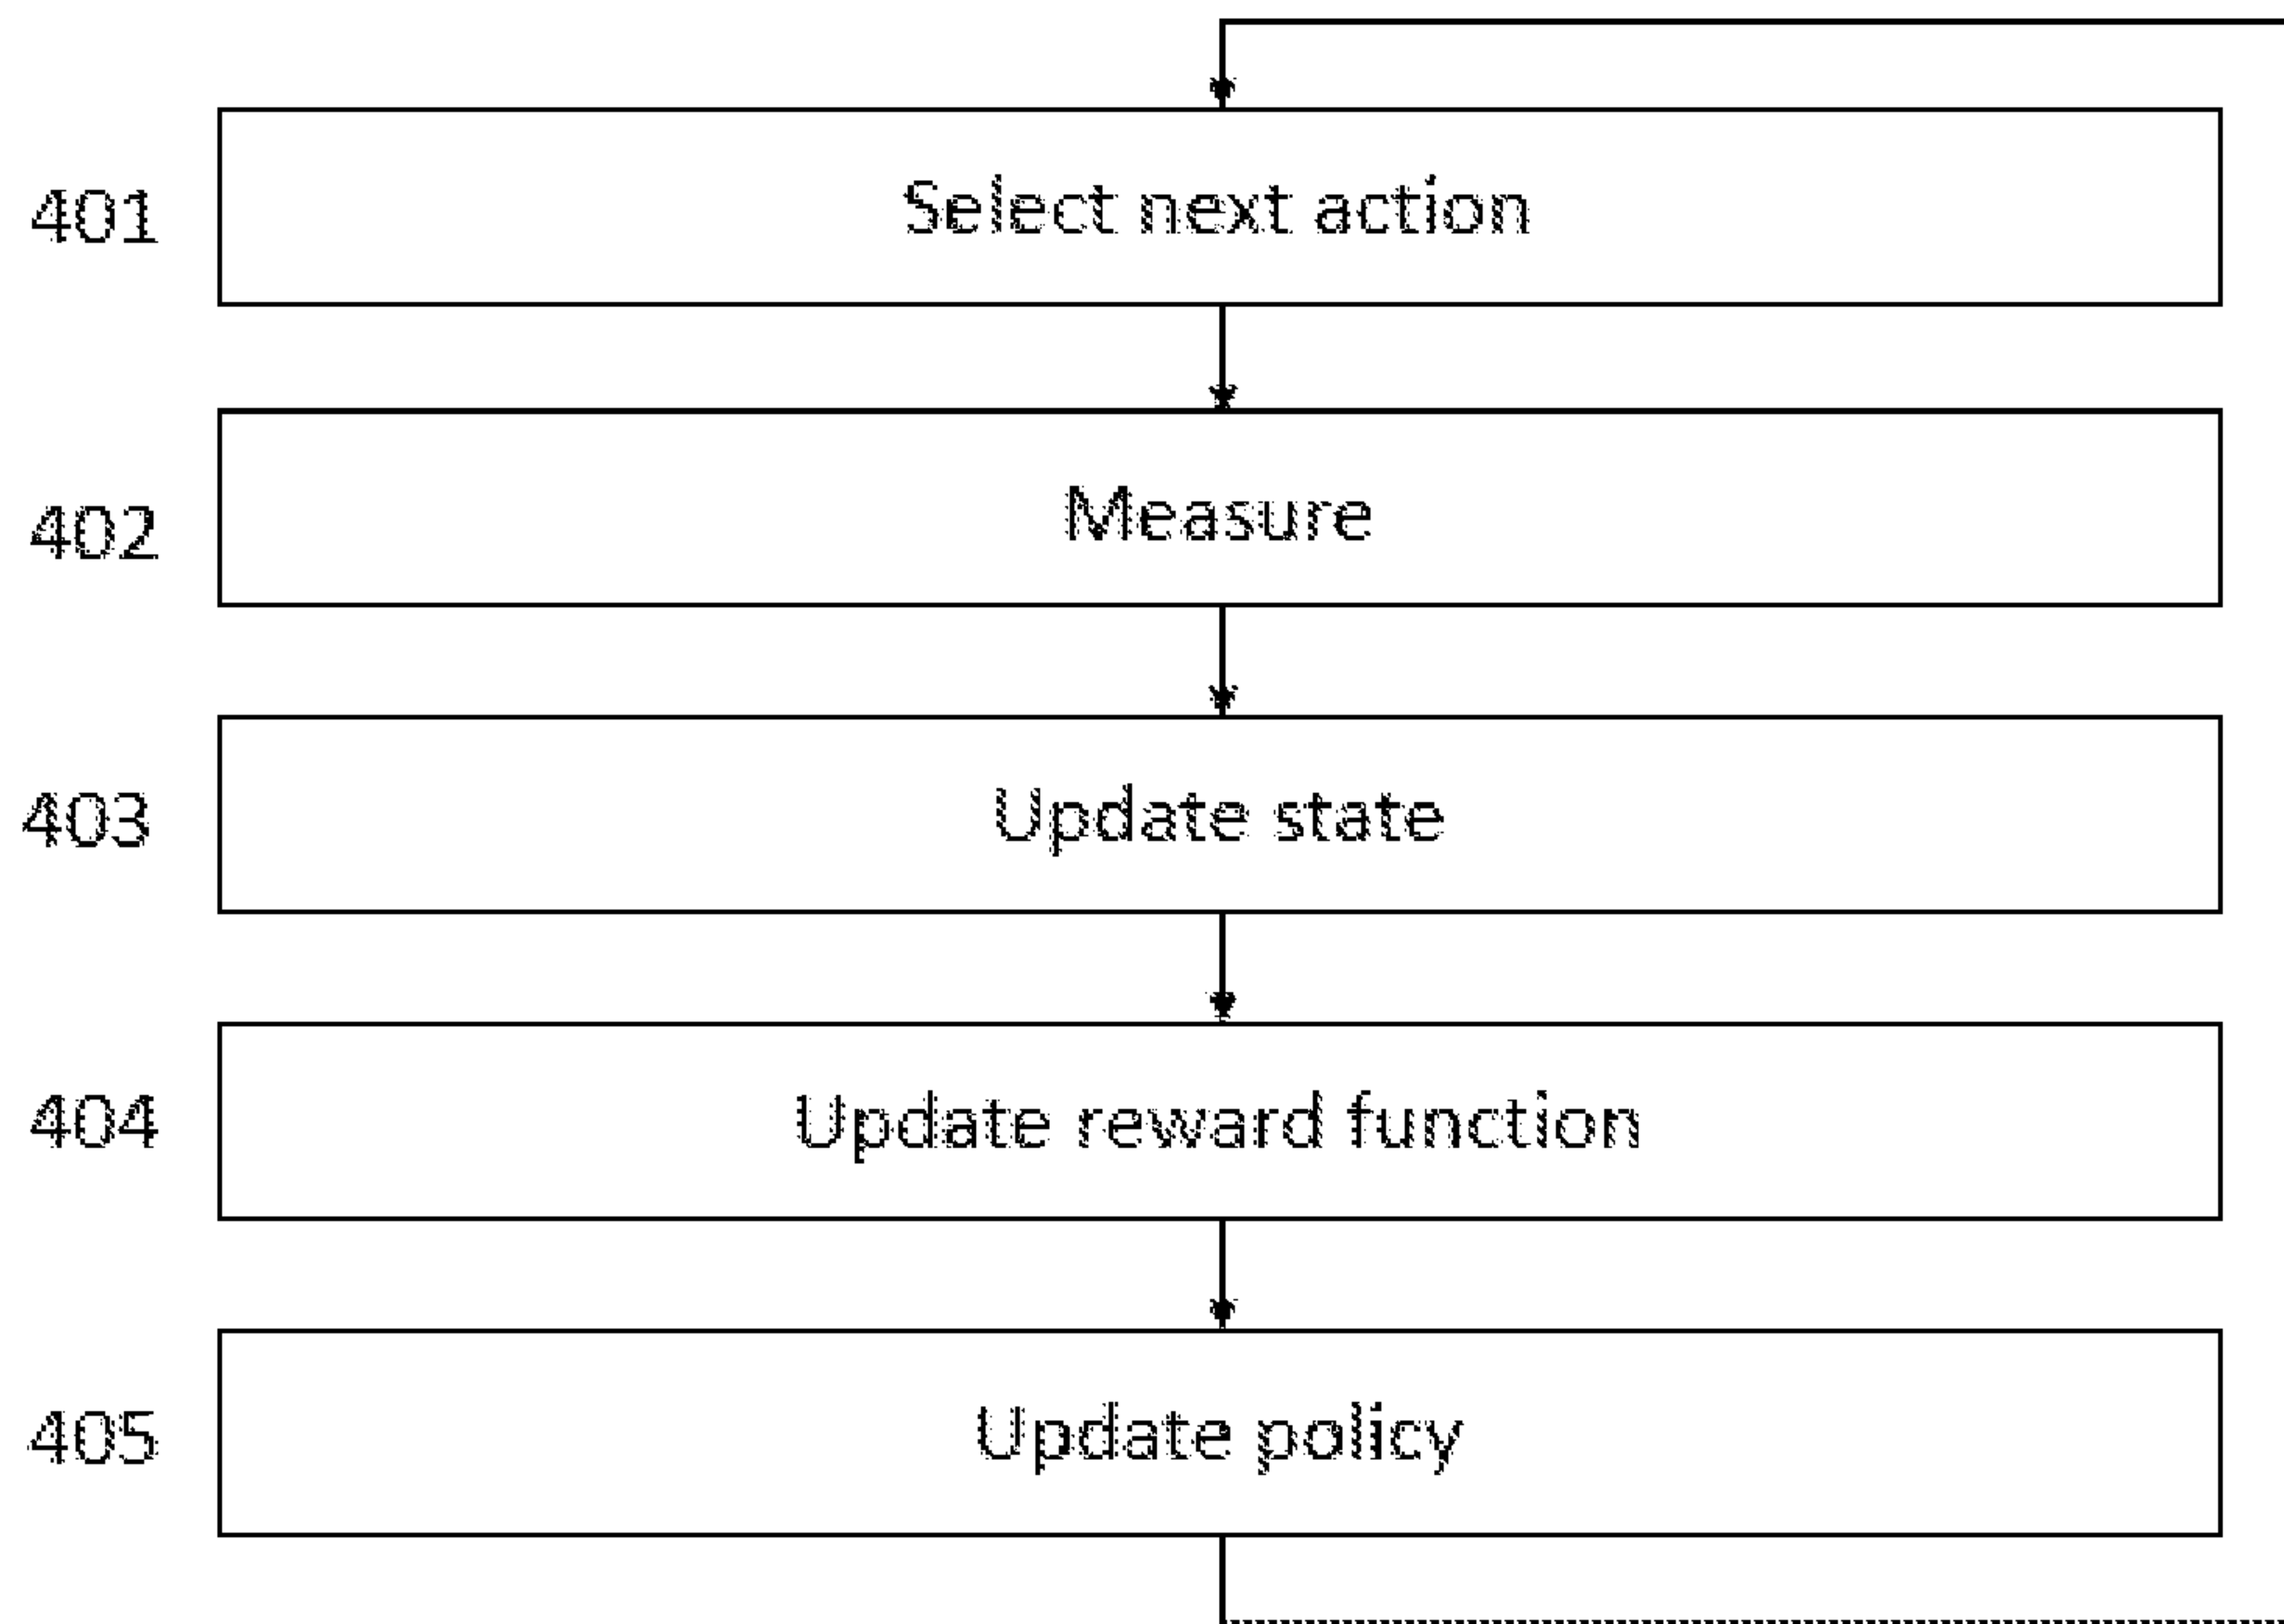 401 Select next action
402 Measure
403 Update state
404 Update reward function
405 Update policy